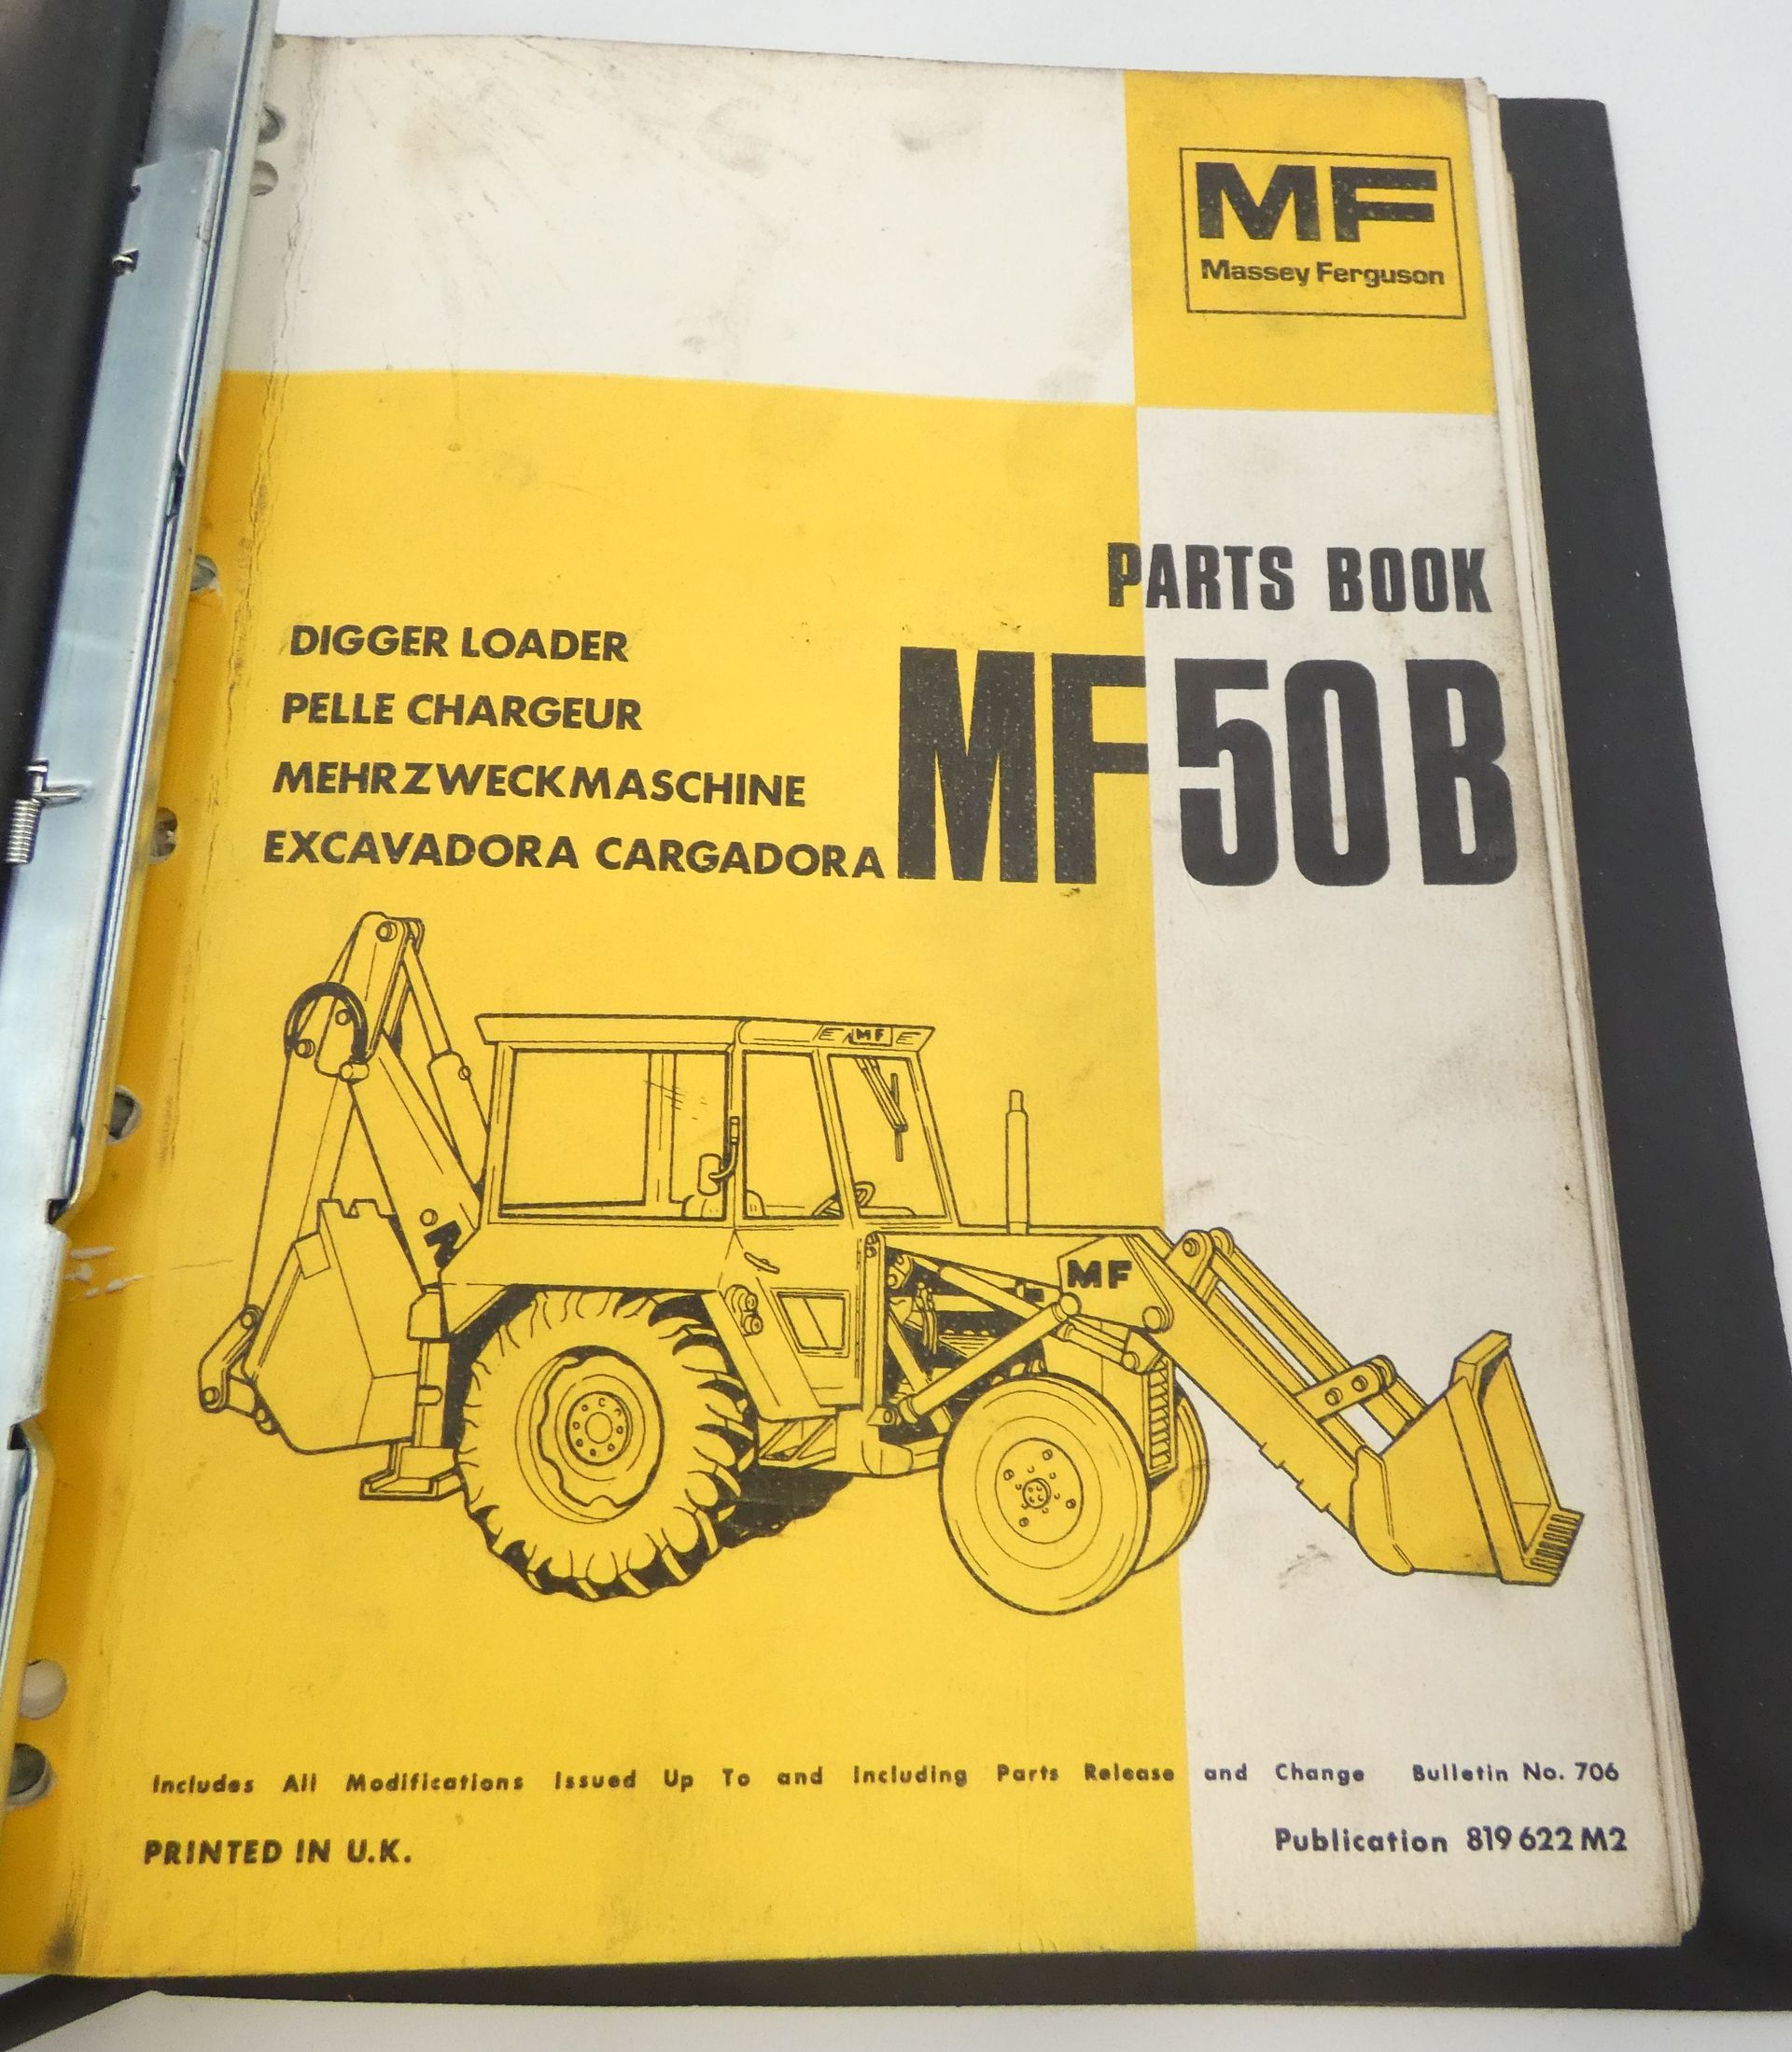 MF
Massey Ferguson
PARTS BOOK
MF50B
DIGGER LOADER
PELLE CHARGEUR
MEHRZWECKMASCHINE
EXCAVADORA CARGADORA
MF
MF
Includes All Modifications Issued Up To and Including Parts Release and Change Bulletin No. 706
PRINTED IN U.K.
Publication 819 622 M2